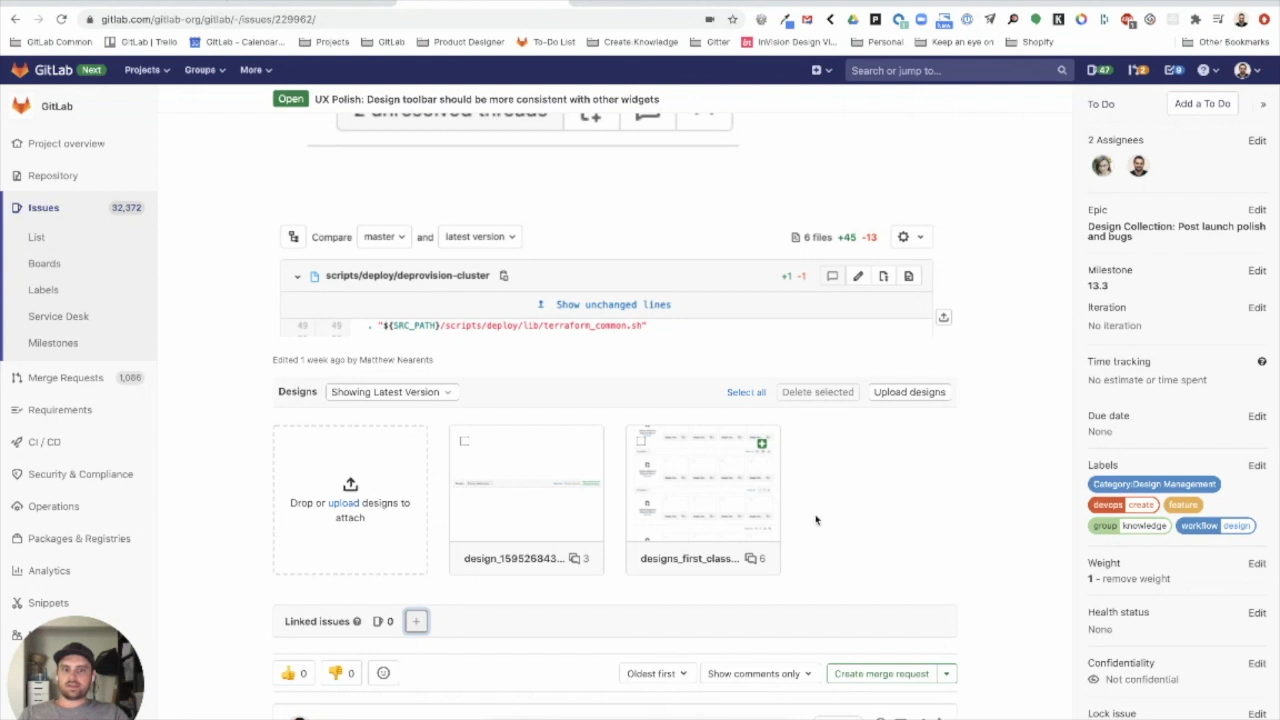 gitlab.com/gitlab-org/gitlab/-/issues/229962/
GitLab Common
GitLab | Trello
GitLab - Calendar...
Projects
GitLab
Product Designer
To-Do List
Create:Knowledge
Gitter
InVision Design VI...
Personal
Keep an eye on
Shopify
Other Bookmarks
GitLab Next
Projects
Groups
More
Search or jump to...
47
2
9
GitLab
Project overview
Repository
Issues 32,372
List
Boards
Labels
Service Desk
Milestones
Merge Requests 1,086
Requirements
CI / CD
Security & Compliance
Operations
Packages & Registries
Analytics
Snippets
Open UX Polish: Design toolbar should be more consistent with other widgets
2 unresolved threads
Compare master and latest version
6 files +45 -13
scripts/deploy/deprovision-cluster
+1 -1
Show unchanged lines
49 49 . "${SRC_PATH}/scripts/deploy/lib/terraform_common.sh"
Edited 1 week ago by Matthew Nearents
Designs Showing Latest Version
Select all Delete selected Upload designs
Drop or upload designs to
attach
design_159526843... 3
designs_first_class... 6
Linked issues 0
0 0
Oldest first Show comments only Create merge request
To Do Add a To Do
2 Assignees Edit
Epic Edit
Design Collection: Post launch polish
and bugs
Milestone Edit
13.3
Iteration Edit
No iteration
Time tracking
No estimate or time spent
Due date Edit
None
Labels Edit
Category:Design Management
devops create feature
group knowledge workflow design
Weight Edit
1 - remove weight
Health status Edit
None
Confidentiality Edit
Not confidential
Lock issue Edit